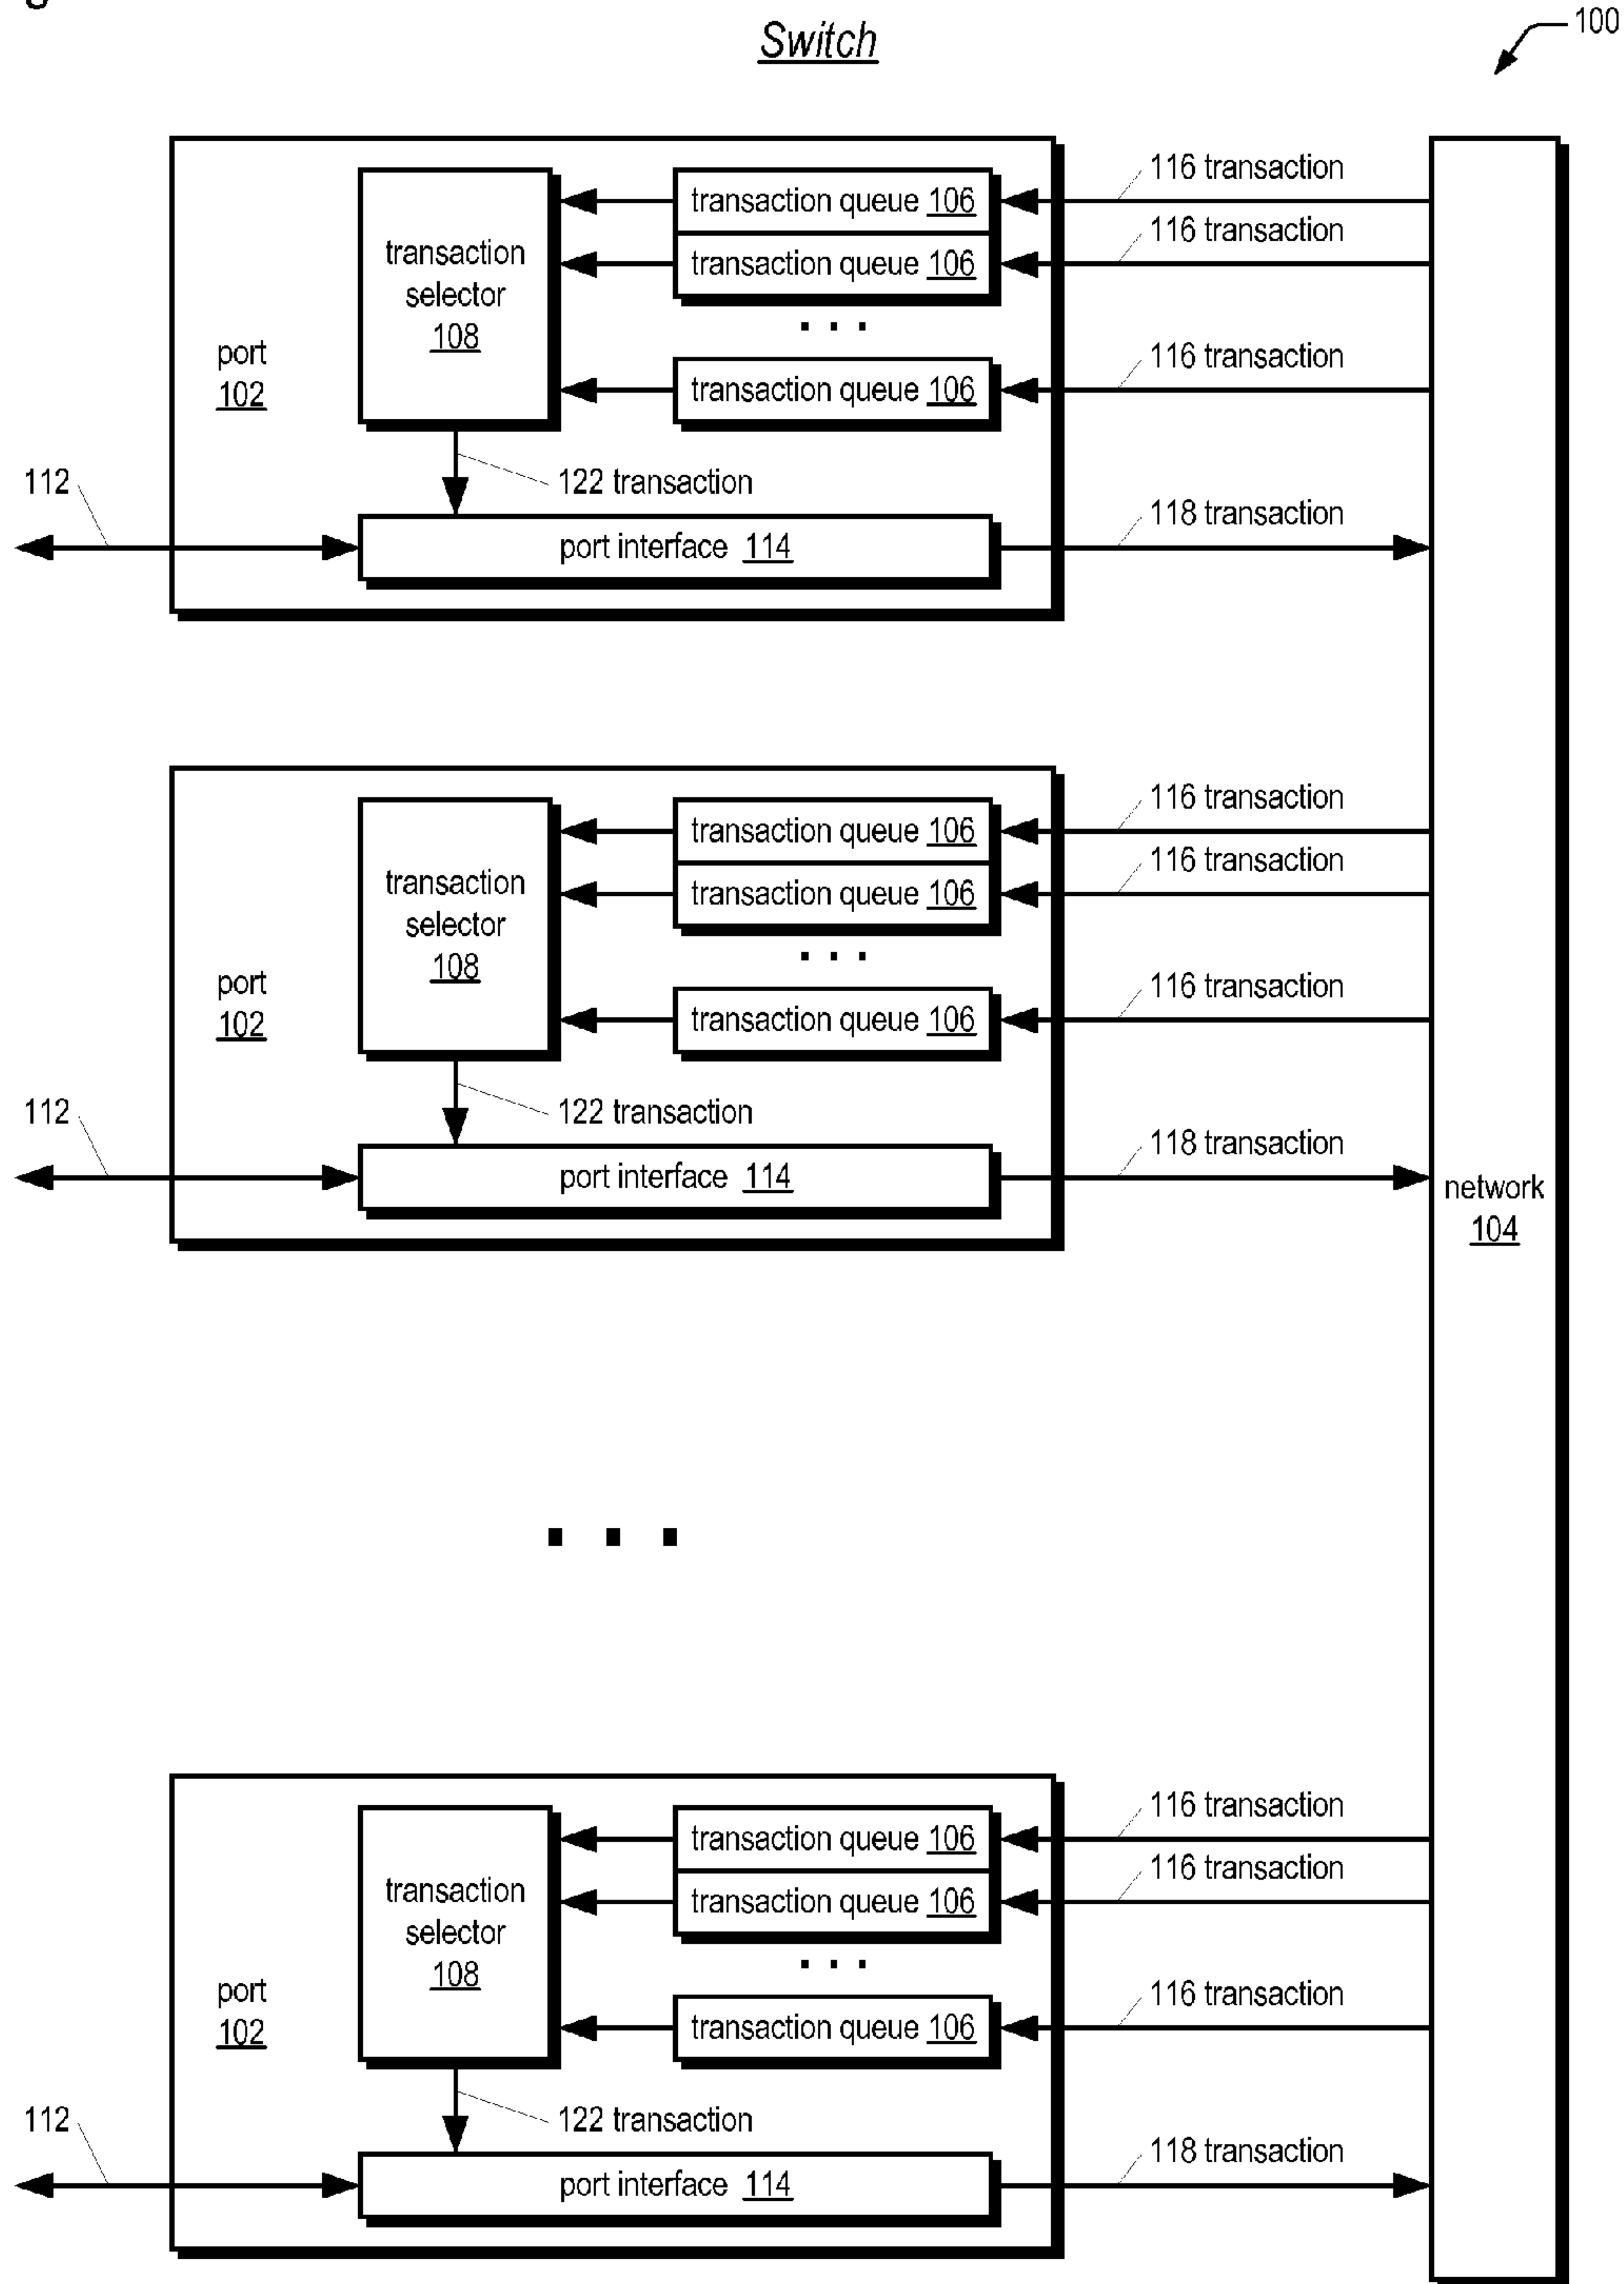 Switch
100
116 transaction
transaction queue 106
116 transaction
transaction queue 106
transaction
selector
108
. . .
116 transaction
transaction queue 106
port
102
112
122 transaction
118 transaction
port interface 114
116 transaction
transaction queue 106
116 transaction
transaction queue 106
transaction
selector
108
. . .
116 transaction
transaction queue 106
port
102
112
122 transaction
118 transaction
port interface 114
network
104
. . .
116 transaction
transaction queue 106
116 transaction
transaction queue 106
transaction
selector
108
. . .
116 transaction
transaction queue 106
port
102
112
122 transaction
118 transaction
port interface 114